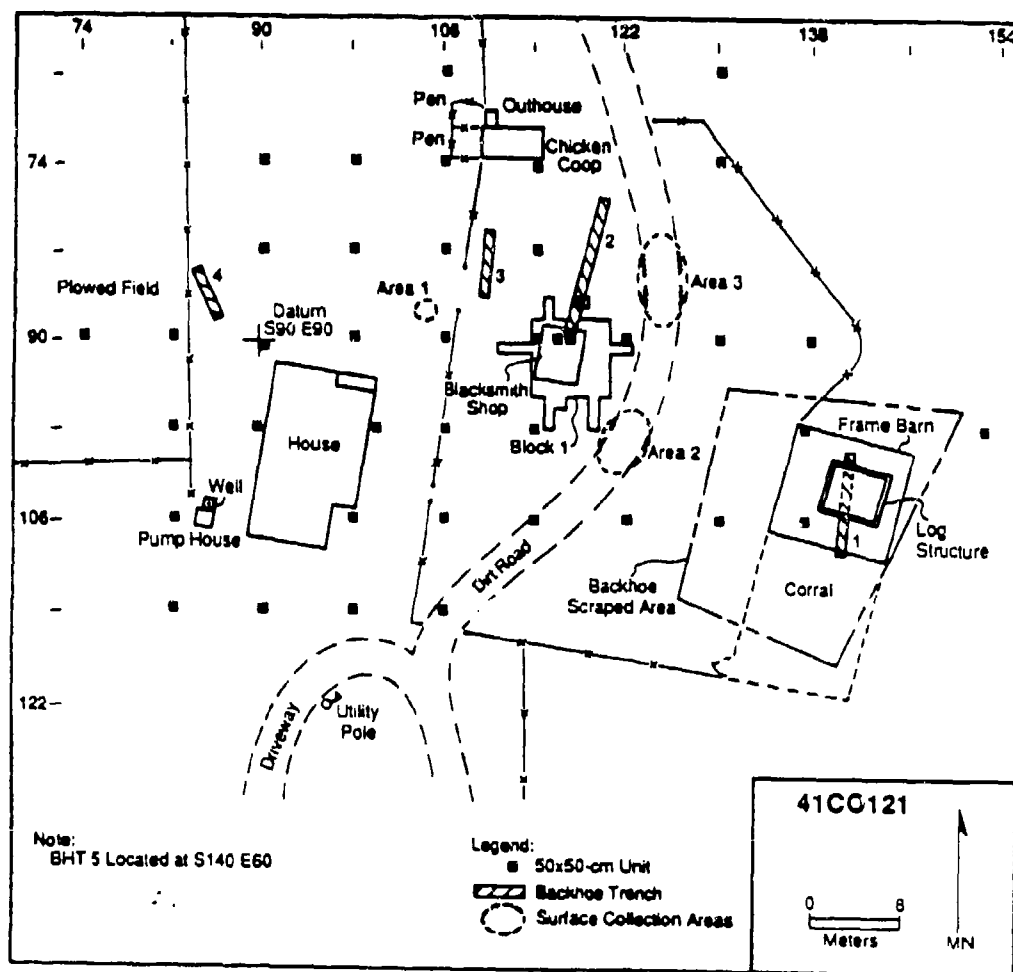 74 90 106 122 138 154
Pen
Outhouse
Pen
Chicken
Coop
74
2
4
3
Area 1
Area 3
Plowed Field
Datum
S90 E90
90
Blacksmith
Shop
Block 1
Area 2
House
Frame Barn
Well
106
Pump House
1
Log
Structure
Dirt Road
Backhoe
Scraped Area
Corral
122
Driveway
Utility
Pole
41CO121
Note:
BHT 5 Located at S140 E60
Legend:
50x50-cm Unit
Backhoe Trench
Surface Collection Areas
0 8
Meters
MN